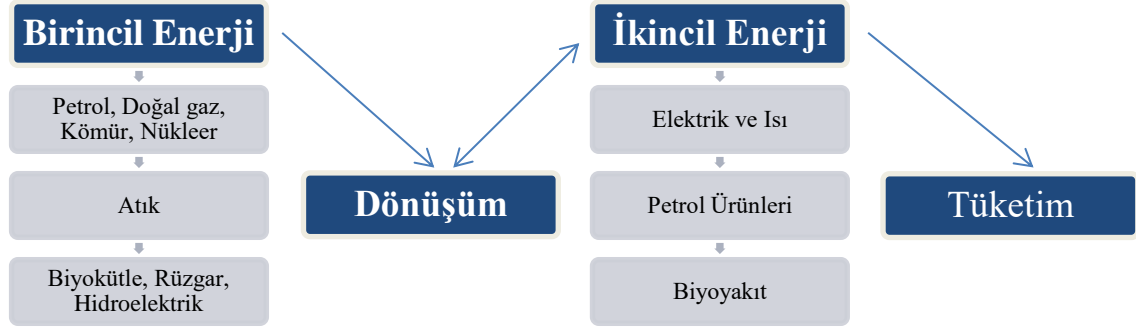 Birincil Enerji
Petrol, Doğal gaz,
Kömür, Nükleer
Atık
Biyokütle, Rüzgar,
Hidroelektrik
Dönüşüm
İkincil Enerji
Elektrik ve Isı
Petrol Ürünleri
Biyoyakıt
Tüketim